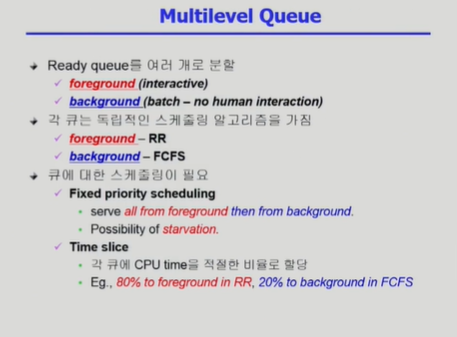 Multilevel Queue
Ready queue를 여러 개로 분할
foreground (interactive)
background (batch – no human interaction)
각 큐는 독립적인 스케줄링 알고리즘을 가짐
foreground – RR
background – FCFS
큐에 대한 스케줄링이 필요
Fixed priority scheduling
serve all from foreground then from background.
Possibility of starvation.
Time slice
각 큐에 CPU time을 적절한 비율로 할당
Eg., 80% to foreground in RR, 20% to background in FCFS